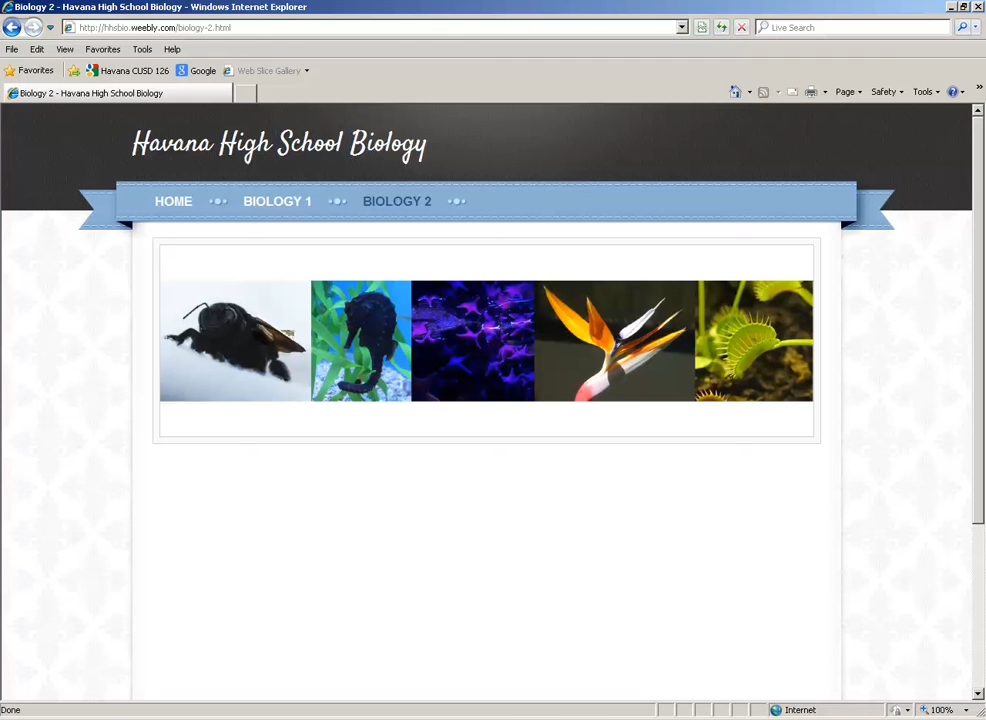 Biology 2 - Havana High School Biology - Windows Internet Explorer
http://hhsbio.weebly.com/biology-2.html
Live Search
File Edit View Favorites Tools Help
Favorites Havana CUSD 126 Google Web Slice Gallery
Biology 2 - Havana High School Biology
Page Safety Tools
Havana High School Biology
HOME BIOLOGY 1 BIOLOGY 2
Done Internet 100%